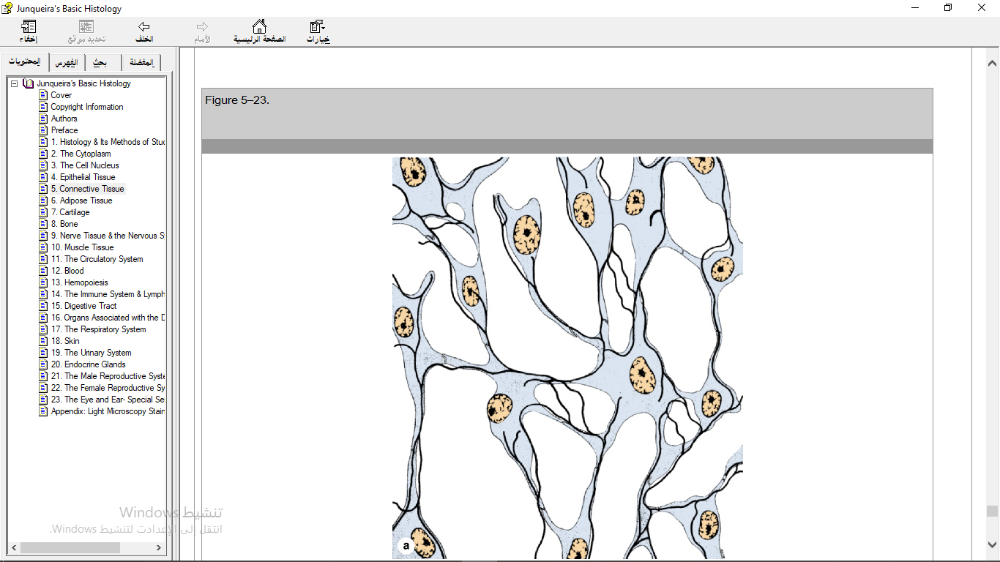 Junqueira's Basic Histology
إخفاء
تحديد موقع
الخلف
الأمام
الصفحة الرئيسية
خيارات
المحتويات
الفهرس
بحث
المفضلة
Junqueira's Basic Histology
Cover
Copyright Information
Authors
Preface
1. Histology & Its Methods of Stu
2. The Cytoplasm
3. The Cell Nucleus
4. Epithelial Tissue
5. Connective Tissue
6. Adipose Tissue
7. Cartilage
8. Bone
9. Nerve Tissue & the Nervous S
10. Muscle Tissue
11. The Circulatory System
12. Blood
13. Hemopoiesis
14. The Immune System & Lymph
15. Digestive Tract
16. Organs Associated with the D
17. The Respiratory System
18. Skin
19. The Urinary System
20. Endocrine Glands
21. The Male Reproductive Syste
22. The Female Reproductive Sy
23. The Eye and Ear- Special Se
Appendix: Light Microscopy Stain
Figure 5–23.
a
تنشيط Windows
انتقل إلى الإعدادت لتنشيط Windows.